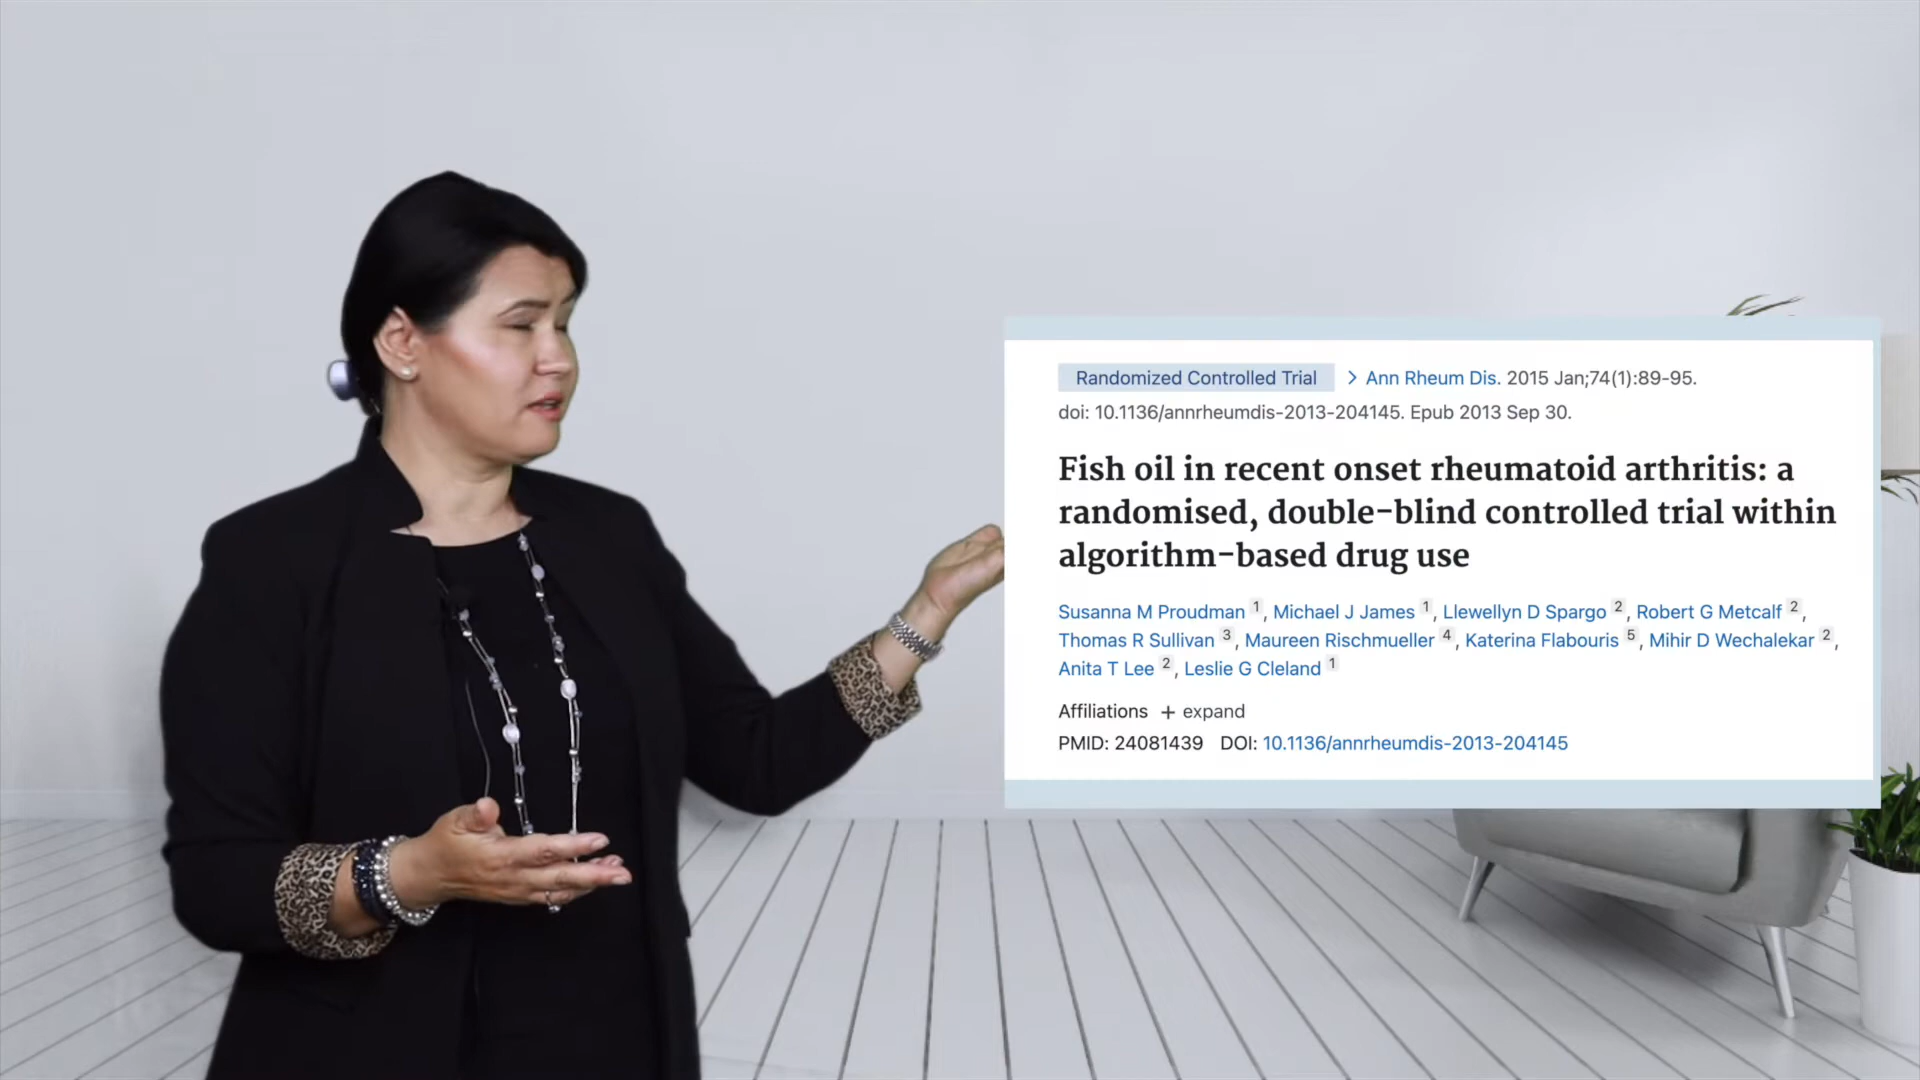 Randomized Controlled Trial > Ann Rheum Dis. 2015 Jan;74(1):89-95.
doi: 10.1136/annrheumdis-2013-204145. Epub 2013 Sep 30.
Fish oil in recent onset rheumatoid arthritis: a
randomised, double-blind controlled trial within
algorithm-based drug use
Susanna M Proudman 1, Michael J James 1, Llewellyn D Spargo 2, Robert G Metcalf 2,
Thomas R Sullivan 3, Maureen Rischmueller 4, Katerina Flabouris 5, Mihir D Wechalekar 2,
Anita T Lee 2, Leslie G Cleland 1
Affiliations + expand
PMID: 24081439 DOI: 10.1136/annrheumdis-2013-204145